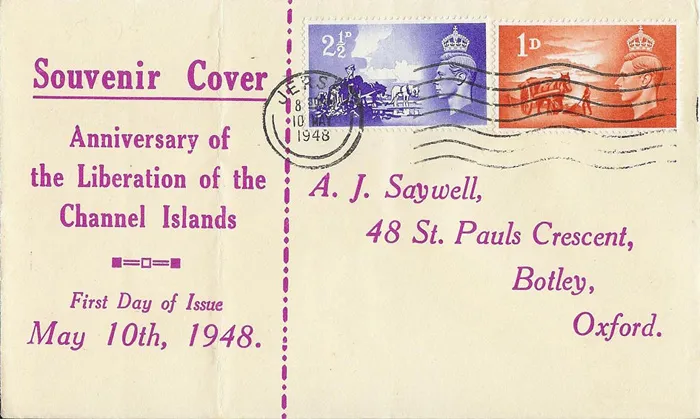 Souvenir Cover
Anniversary of
the Liberation of the
Channel Islands
First Day of Issue
May 10th, 1948.
2½D
1D
JERSEY
10 MAY
1948
A. J. Saywell,
48 St. Pauls Crescent,
Botley,
Oxford.